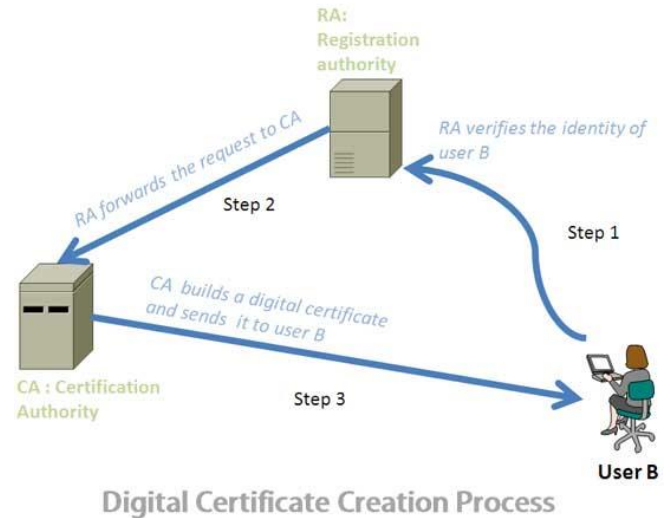 RA:
Registration
authority
RA verifies the identity of
user B
RA forwards the request to CA
Step 2
Step 1
CA builds a digital certificate
and sends it to user B
CA : Certification
Authority
Step 3
User B
Digital Certificate Creation Process